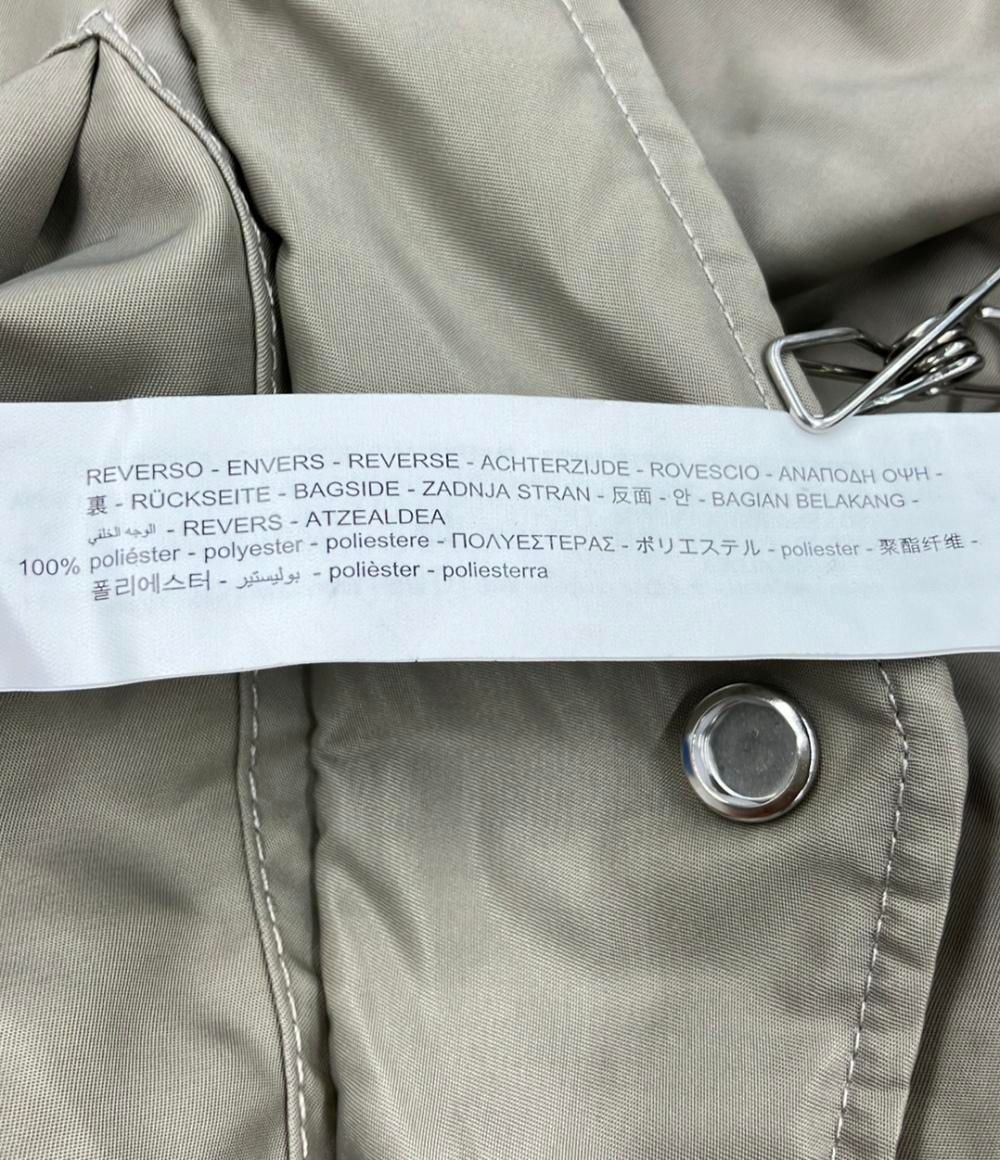 REVERSO - ENVERS - REVERSE - ACHTERZIJDE - ROVESCIO - ΑΝΑΠΟΔΗ ΟΨΗ -
裏 - RÜCKSEITE - BAGSIDE - ZADNJA STRAN - 反面 - 안 - BAGIAN BELAKANG -
الوجه الخلفي - REVERS - ATZEALDEA
100% poliéster - polyester - poliestere - ΠΟΛΥΕΣΤΕΡΑΣ - ポリエステル - poliester - 聚酯纤维 -
폴리에스터 - بوليستير - polièster - poliesterra